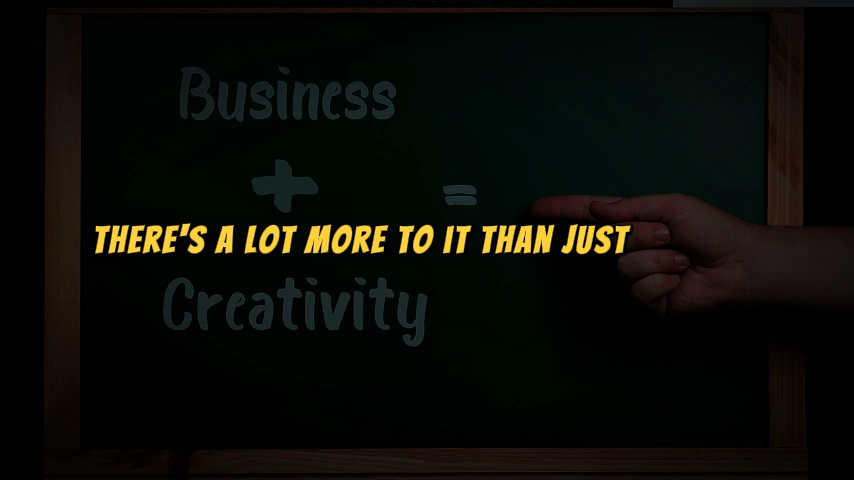 Business
+ =
THERE'S A LOT MORE TO IT THAN JUST
Creativity